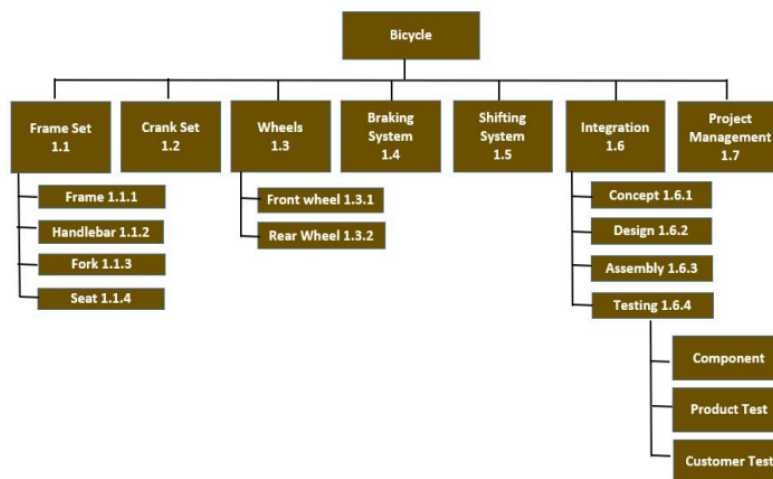 Bicycle
Frame Set
1.1
Crank Set
1.2
Wheels
1.3
Braking
System
1.4
Shifting
System
1.5
Integration
1.6
Project
Management
1.7
Frame 1.1.1
Handlebar 1.1.2
Fork 1.1.3
Seat 1.1.4
Front wheel 1.3.1
Rear Wheel 1.3.2
Concept 1.6.1
Design 1.6.2
Assembly 1.6.3
Testing 1.6.4
Component
Product Test
Customer Test